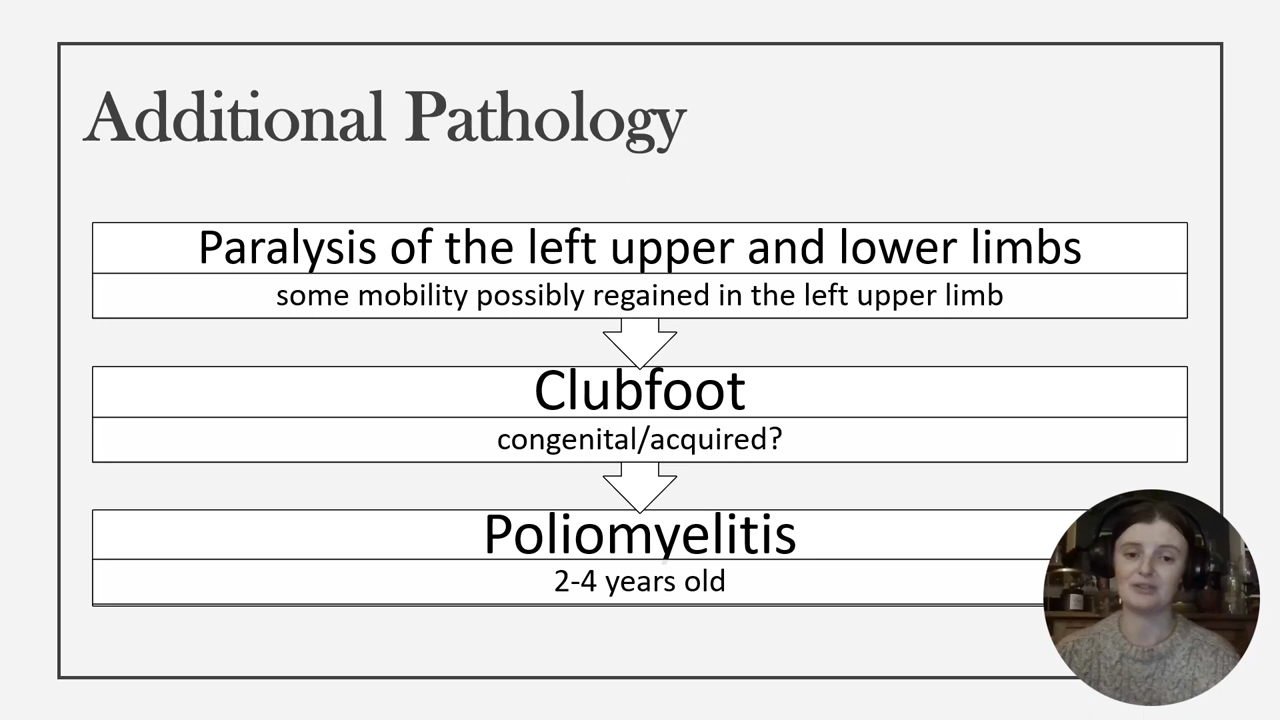 Additional Pathology
Paralysis of the left upper and lower limbs
some mobility possibly regained in the left upper limb
Clubfoot
congenital/acquired?
Poliomyelitis
2-4 years old